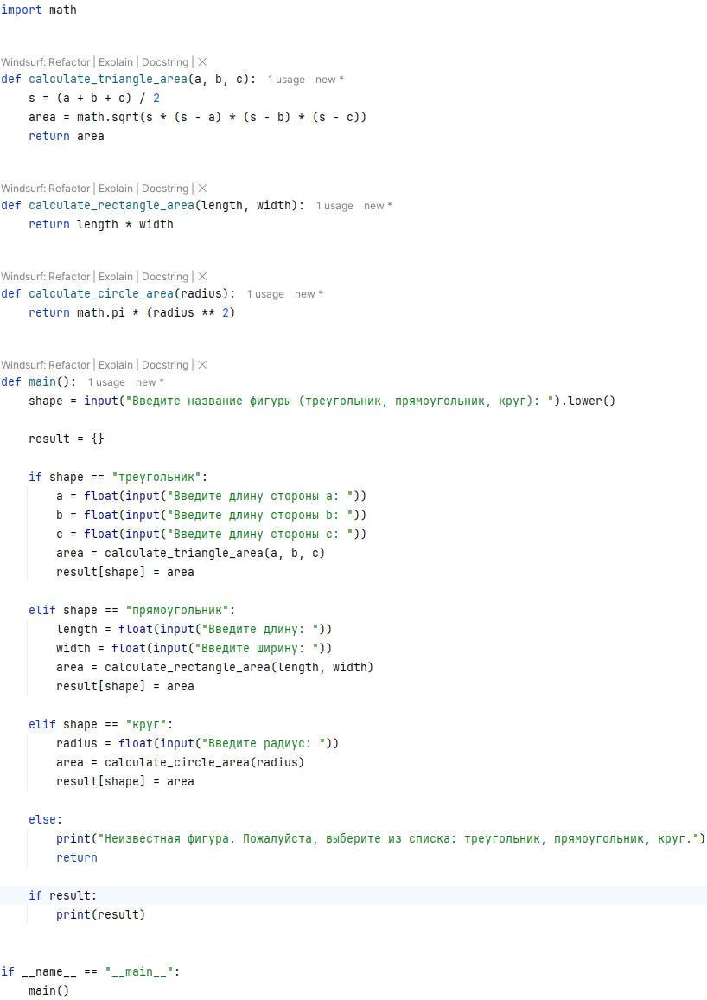 import math
Windsurf: Refactor | Explain | Docstring | ×
def calculate_triangle_area(a, b, c): 1 usage new *
    s = (a + b + c) / 2
    area = math.sqrt(s * (s - a) * (s - b) * (s - c))
    return area
Windsurf: Refactor | Explain | Docstring | ×
def calculate_rectangle_area(length, width): 1 usage new *
    return length * width
Windsurf: Refactor | Explain | Docstring | ×
def calculate_circle_area(radius): 1 usage new *
    return math.pi * (radius ** 2)
Windsurf: Refactor | Explain | Docstring | ×
def main(): 1 usage new *
    shape = input("Введите название фигуры (треугольник, прямоугольник, круг): ").lower()
    result = {}
    if shape == "треугольник":
        a = float(input("Введите длину стороны a: "))
        b = float(input("Введите длину стороны b: "))
        c = float(input("Введите длину стороны c: "))
        area = calculate_triangle_area(a, b, c)
        result[shape] = area
    elif shape == "прямоугольник":
        length = float(input("Введите длину: "))
        width = float(input("Введите ширину: "))
        area = calculate_rectangle_area(length, width)
        result[shape] = area
    elif shape == "круг":
        radius = float(input("Введите радиус: "))
        area = calculate_circle_area(radius)
        result[shape] = area
    else:
        print("Неизвестная фигура. Пожалуйста, выберите из списка: треугольник, прямоугольник, круг.")
        return
    if result:
        print(result)
if __name__ == "__main__":
    main()